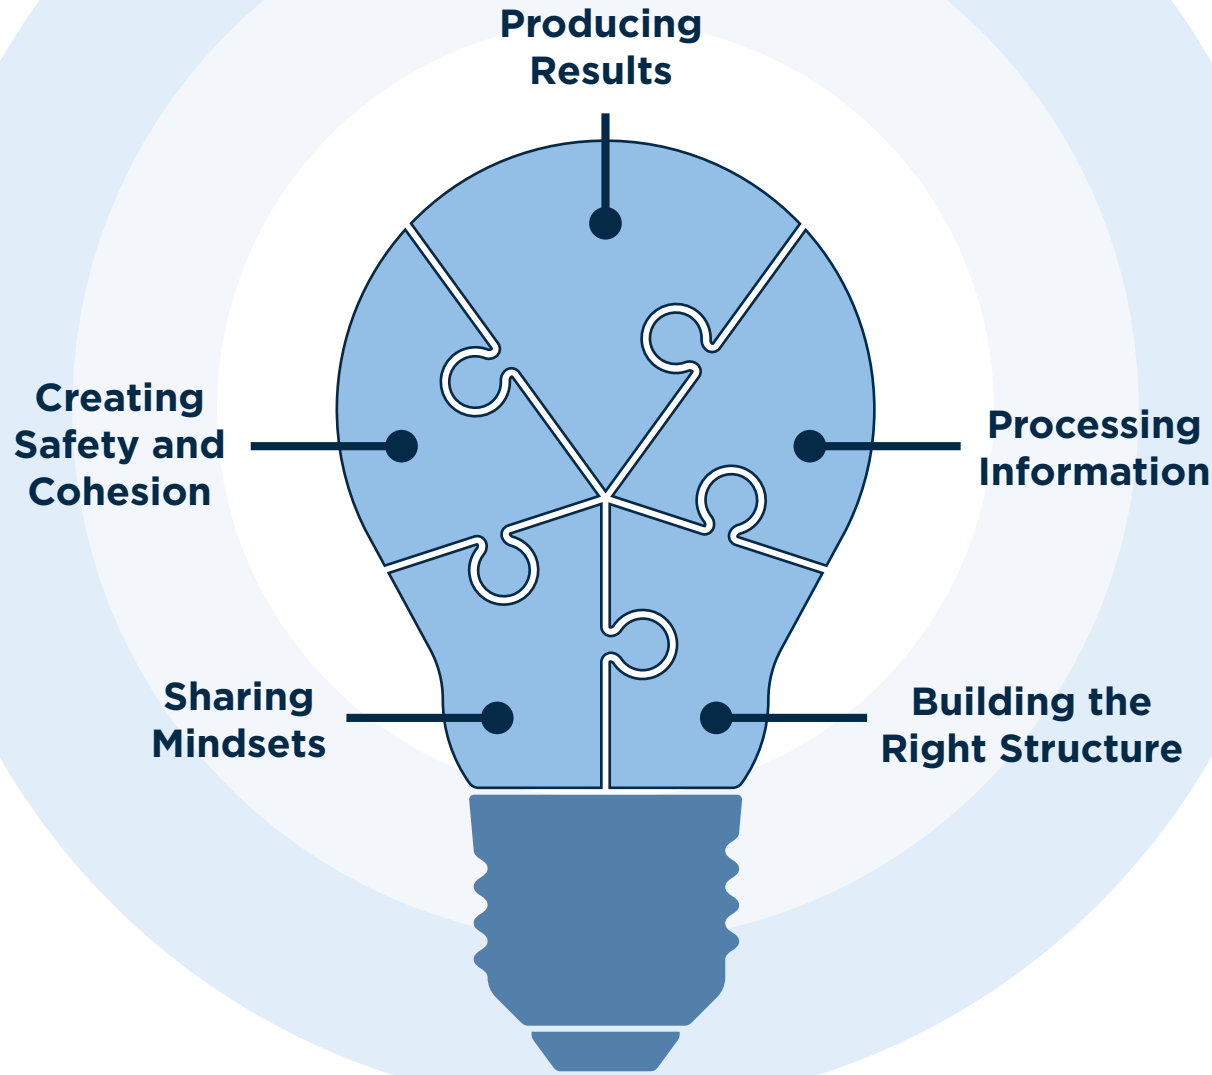 Producing
Results
Creating
Safety and
Cohesion
Processing
Information
Sharing
Mindsets
Building the
Right Structure